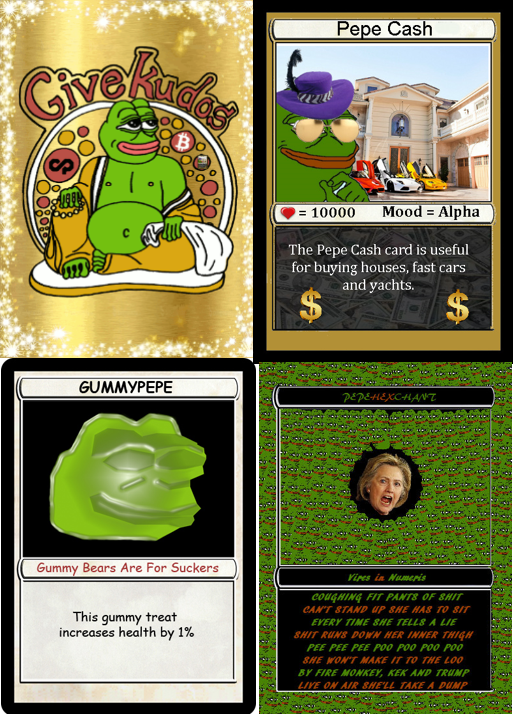 GiveKudos
Pepe Cash
= 10000 Mood = Alpha
The Pepe Cash card is useful
for buying houses, fast cars
and yachts.
$ $
GUMMYPEPE
Gummy Bears Are For Suckers
This gummy treat
increases health by 1%
PEPEHEXCHANT
Vires in Numeris
COUGHING FIT PANTS OF SHIT
CAN'T STAND UP SHE HAS TO SIT
EVERY TIME SHE TELLS A LIE
SHIT RUNS DOWN HER INNER THIGH
PEE PEE PEE POO POO POO POO
SHE WON'T MAKE IT TO THE LOO
BY FIRE MONKEY, KEK AND TRUMP
LIVE ON AIR SHE'LL TAKE A DUMP